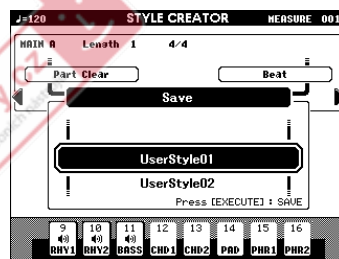 ♩=120 STYLE CREATOR MEASURE 001
MAIN A Length 1 4/4
Part Clear Beat
Save
UserStyle01
UserStyle02
Press [EXECUTE] : SAVE
9 10 11 12 13 14 15 16
RHY1 RHY2 BASS CHD1 CHD2 PAD PHR1 PHR2